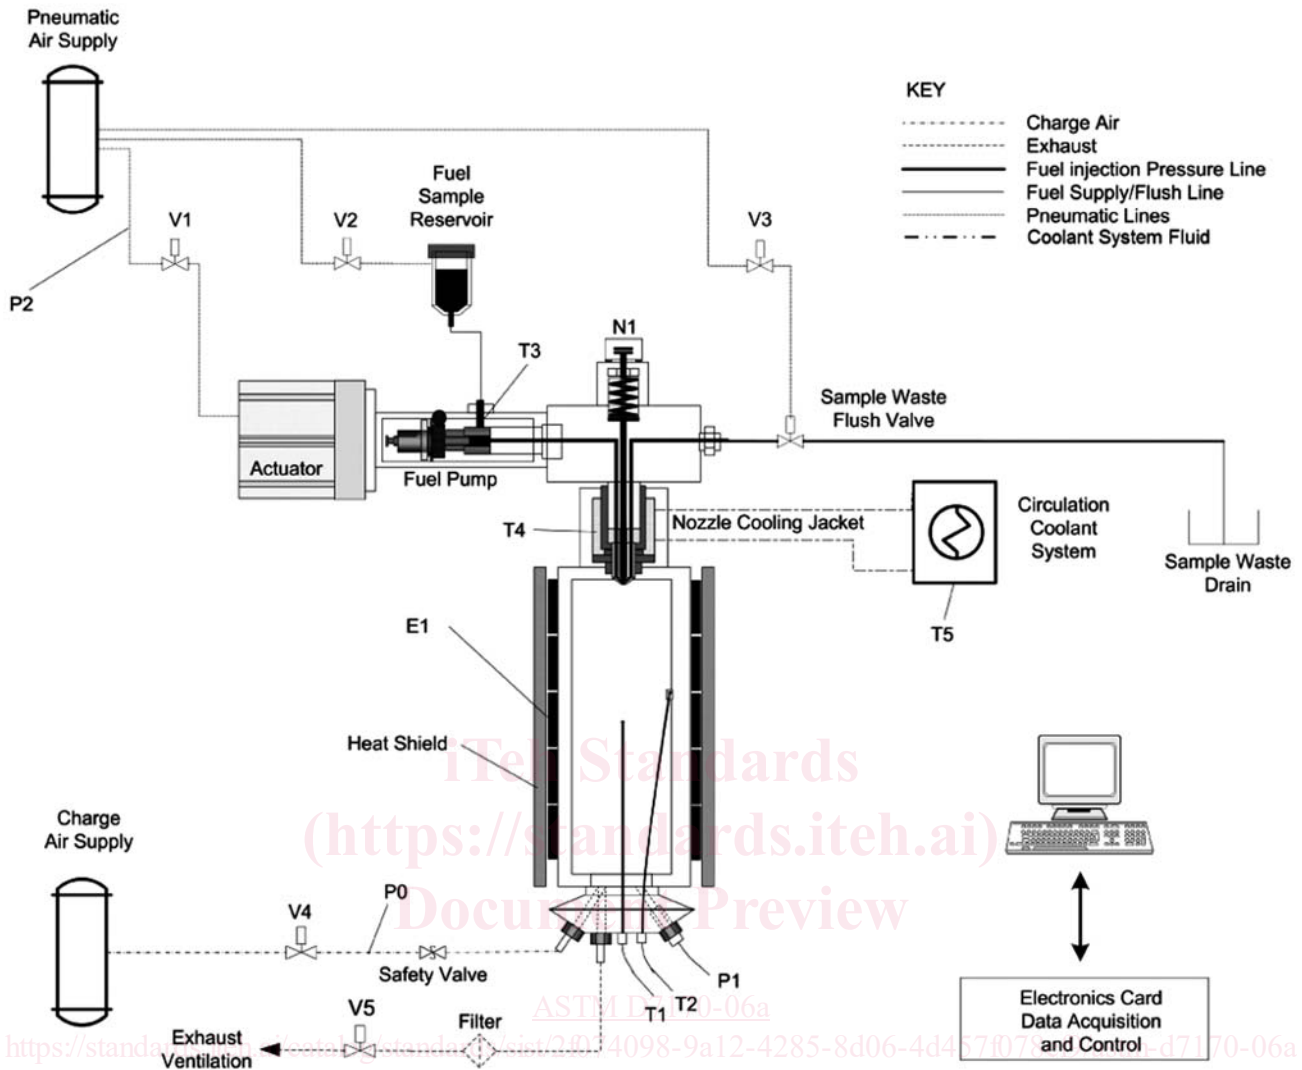 Pneumatic
Air Supply
KEY
Charge Air
Exhaust
Fuel injection Pressure Line
Fuel Supply/Flush Line
Pneumatic Lines
Coolant System Fluid
Fuel
Sample
Reservoir
V1
V2
V3
P2
N1
T3
Sample Waste
Flush Valve
Actuator
Fuel Pump
T4
Nozzle Cooling Jacket
Circulation
Coolant
System
Sample Waste
Drain
E1
T5
Heat Shield
iTeh Standards
(https://standards.iteh.ai)
Document Preview
Charge
Air Supply
V4
P0
Safety Valve
P1
T2
T1
ASTM D7170-06a
V5
Filter
Exhaust
Ventilation
Electronics Card
Data Acquisition
and Control